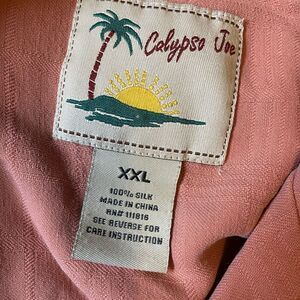 Calypso Joe
XXL
100% SILK
MADE IN CHINA
RN# 111816
SEE REVERSE FOR
CARE INSTRUCTION